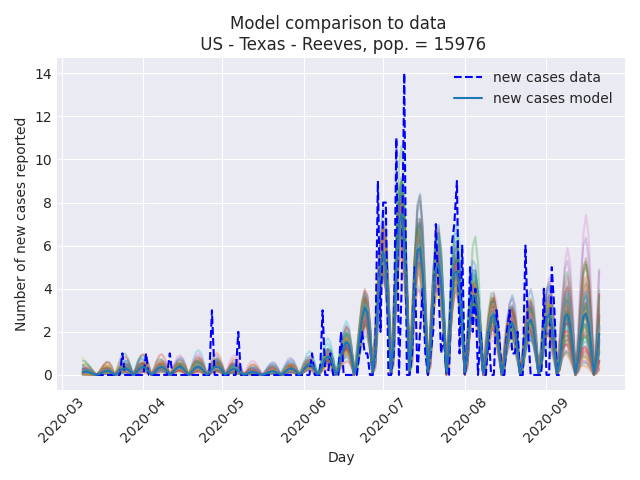 Model comparison to data
US - Texas - Reeves, pop. = 15976
new cases data
new cases model
Number of new cases reported
14
12
10
8
6
4
2
0
2020-03
2020-04
2020-05
2020-06
2020-07
2020-08
2020-09
Day